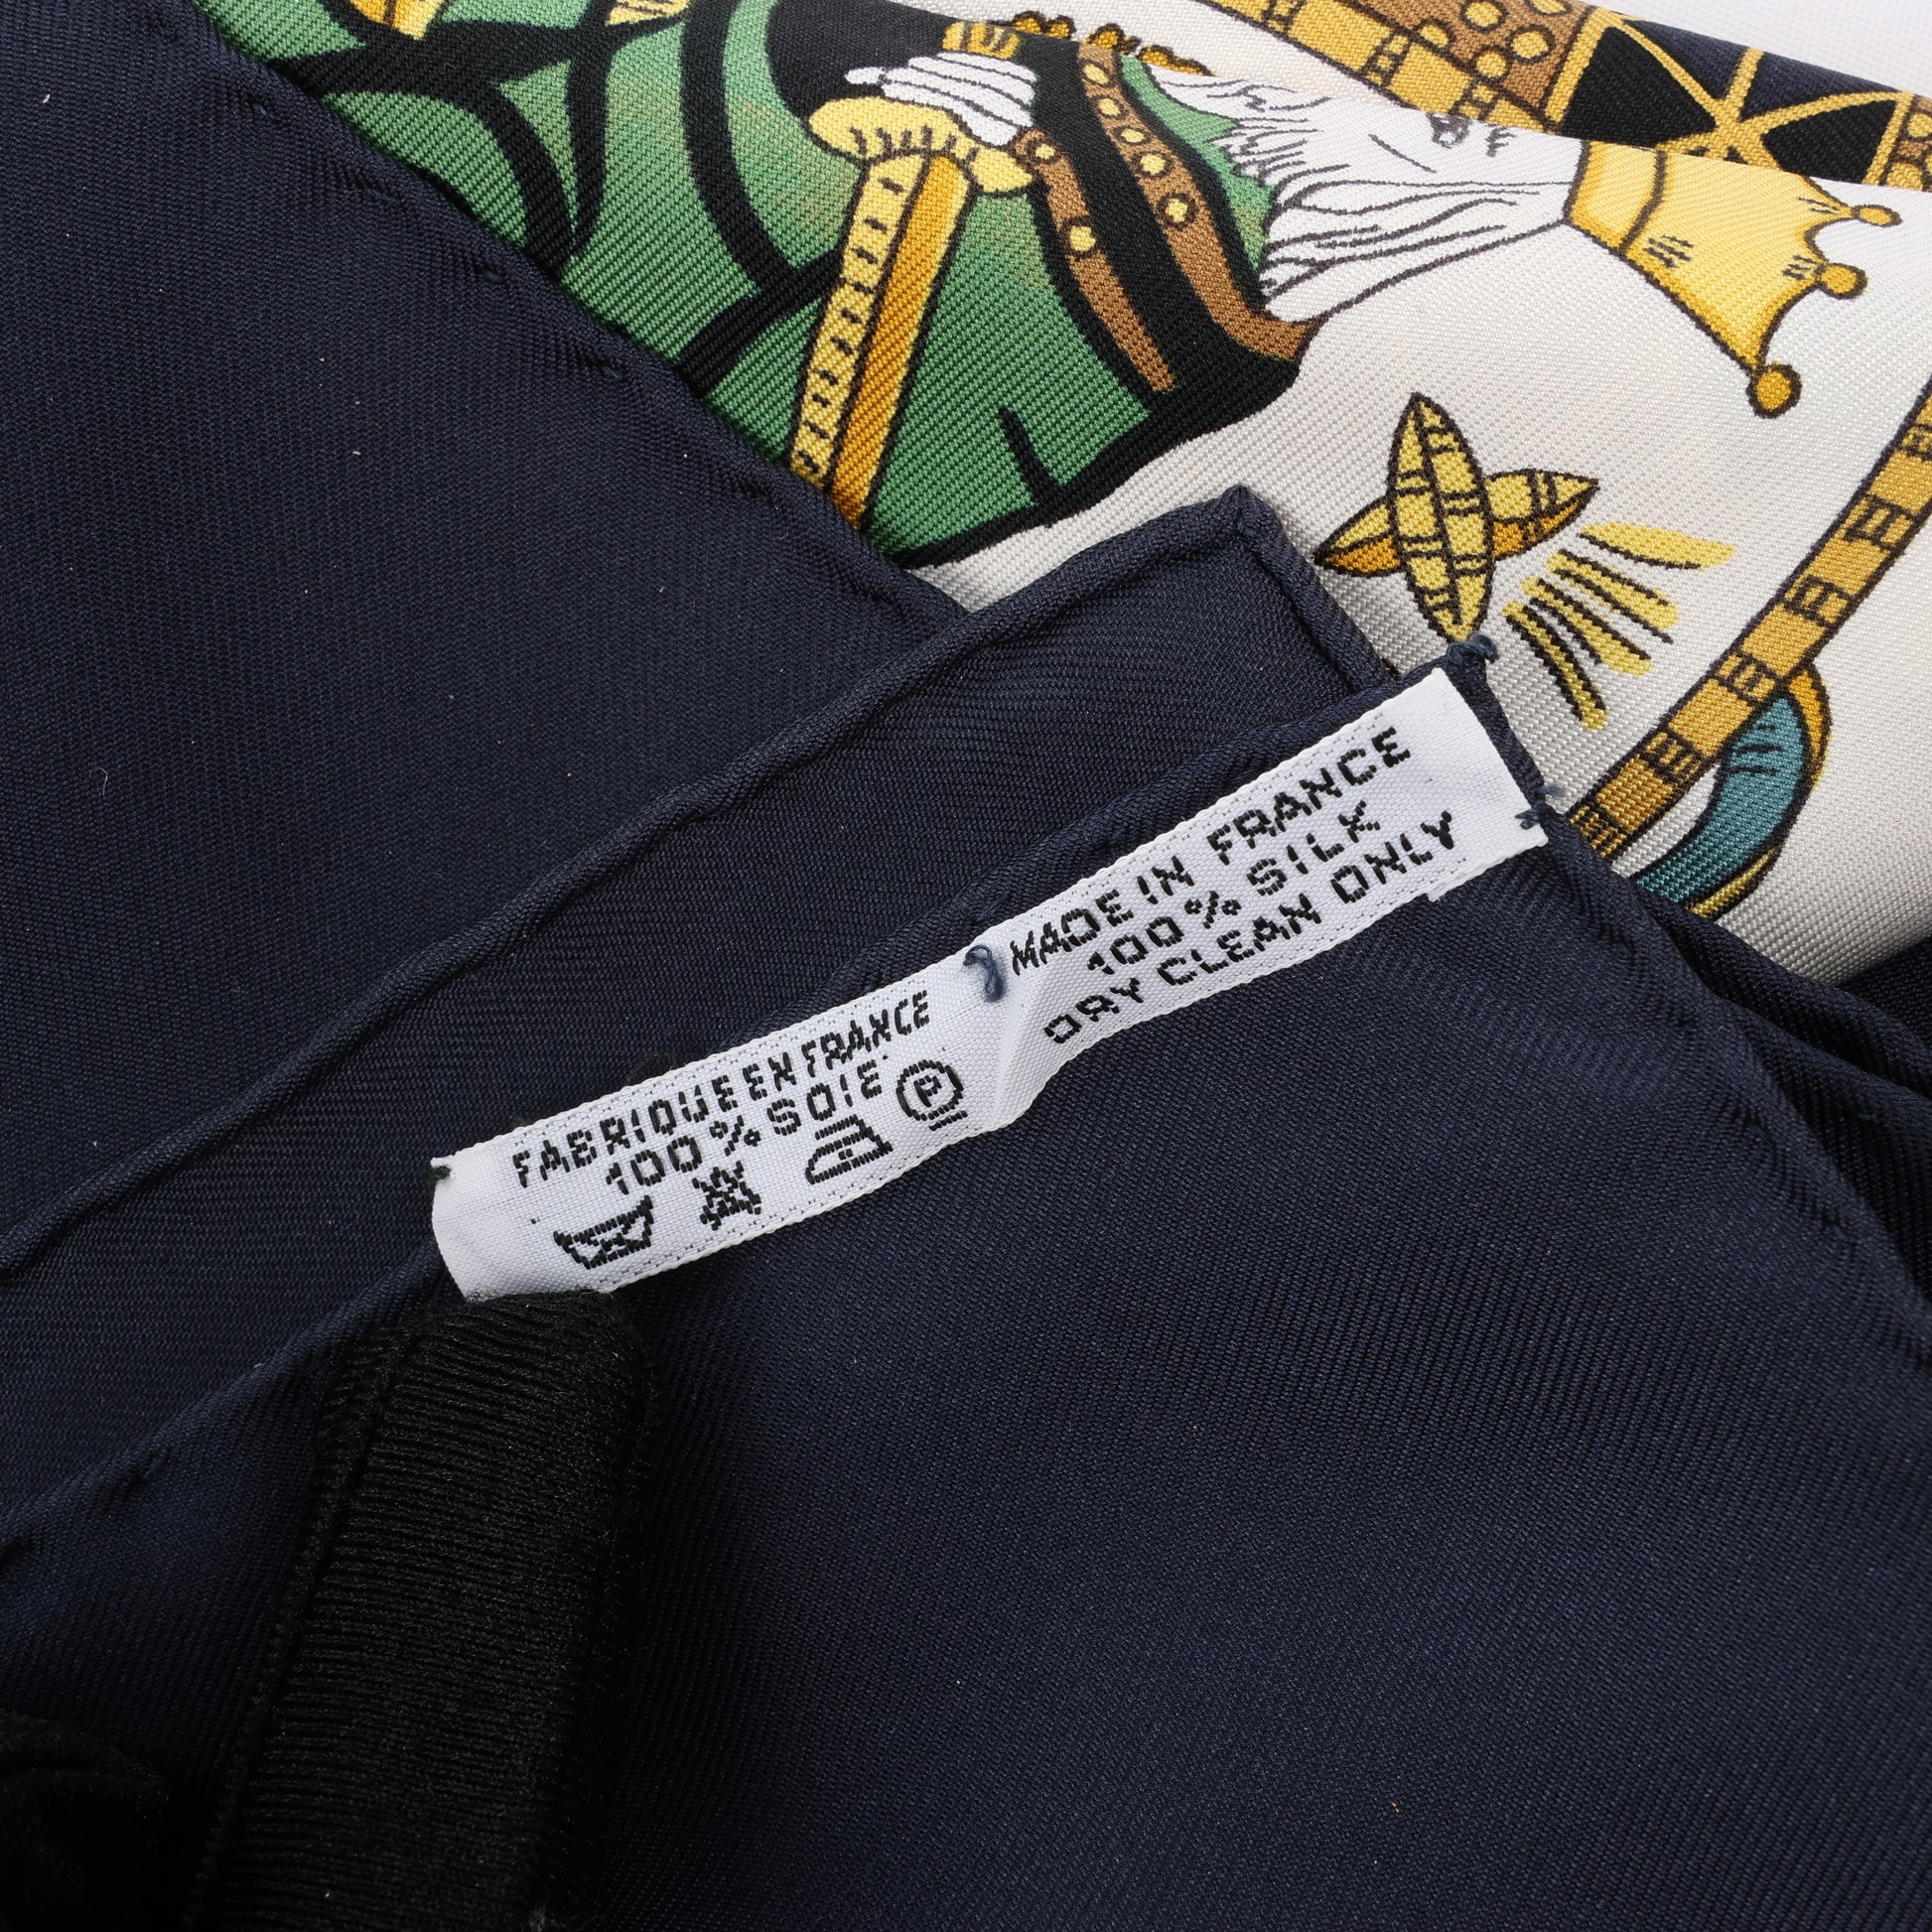 FABRIQUE EN FRANCE
100% SOIE
P
MADE IN FRANCE
100% SILK
DRY CLEAN ONLY